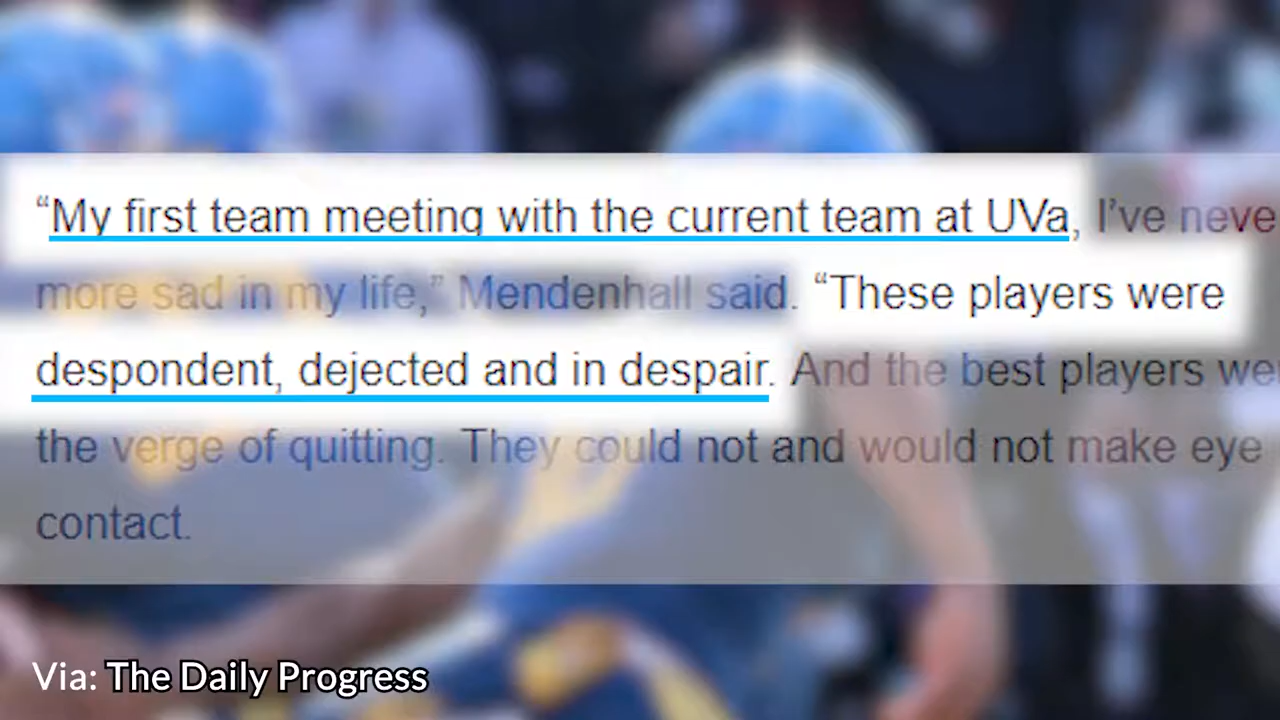 “My first team meeting with the current team at UVa, I’ve neve
more sad in my life,” Mendenhall said. “These players were
despondent, dejected and in despair. And the best players we
the verge of quitting. They could not and would not make eye
contact.
Via: The Daily Progress